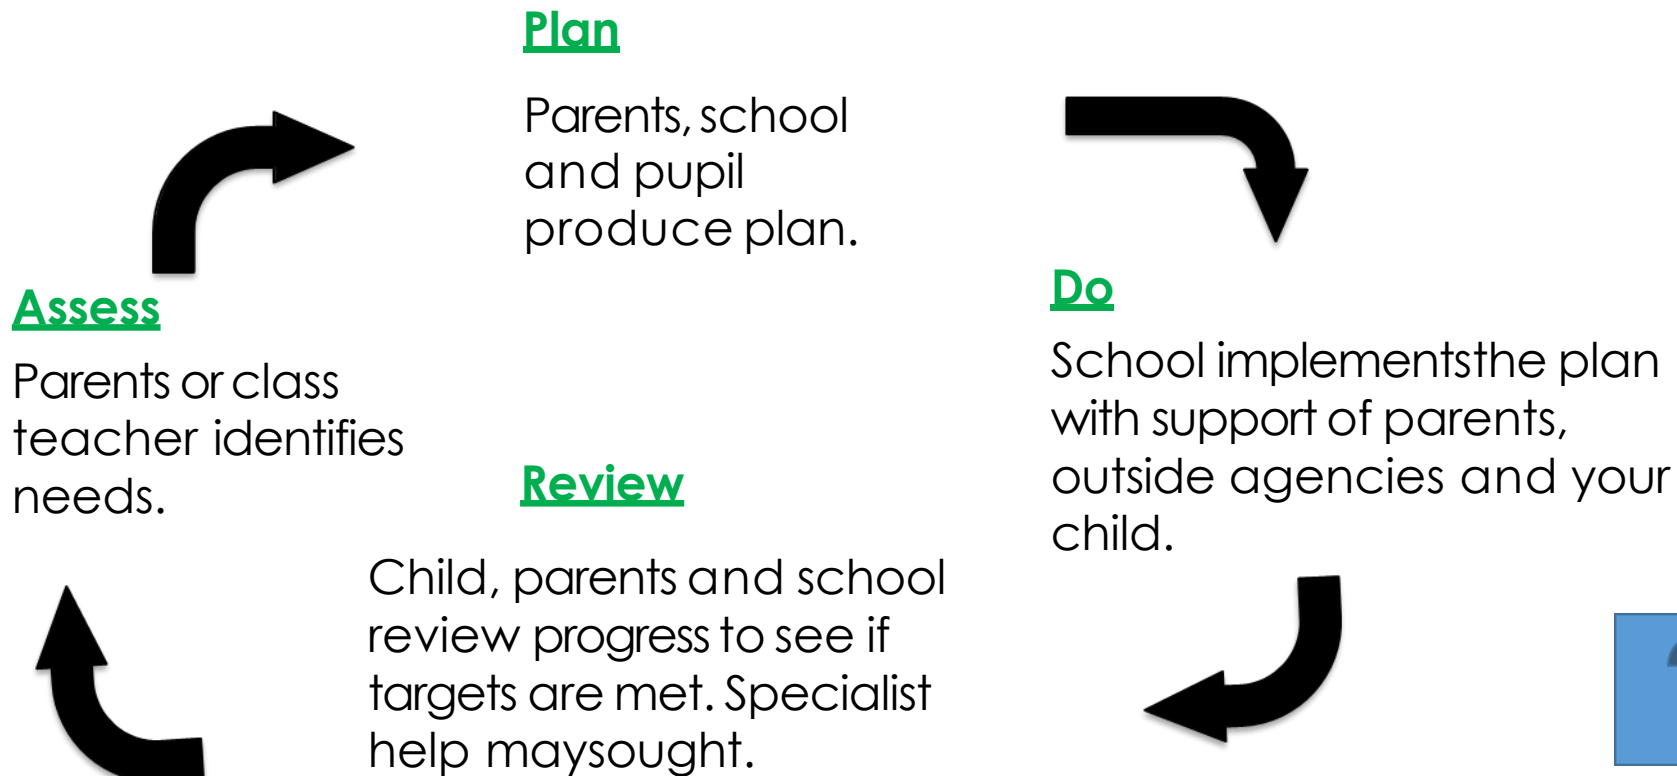 Plan
Parents, school
and pupil
produce plan.
Assess
Parents or class
teacher identifies
needs.
Do
School implementsthe plan
with support of parents,
outside agencies and your
child.
Review
Child, parents and school
review progress to see if
targets are met. Specialist
help maysought.